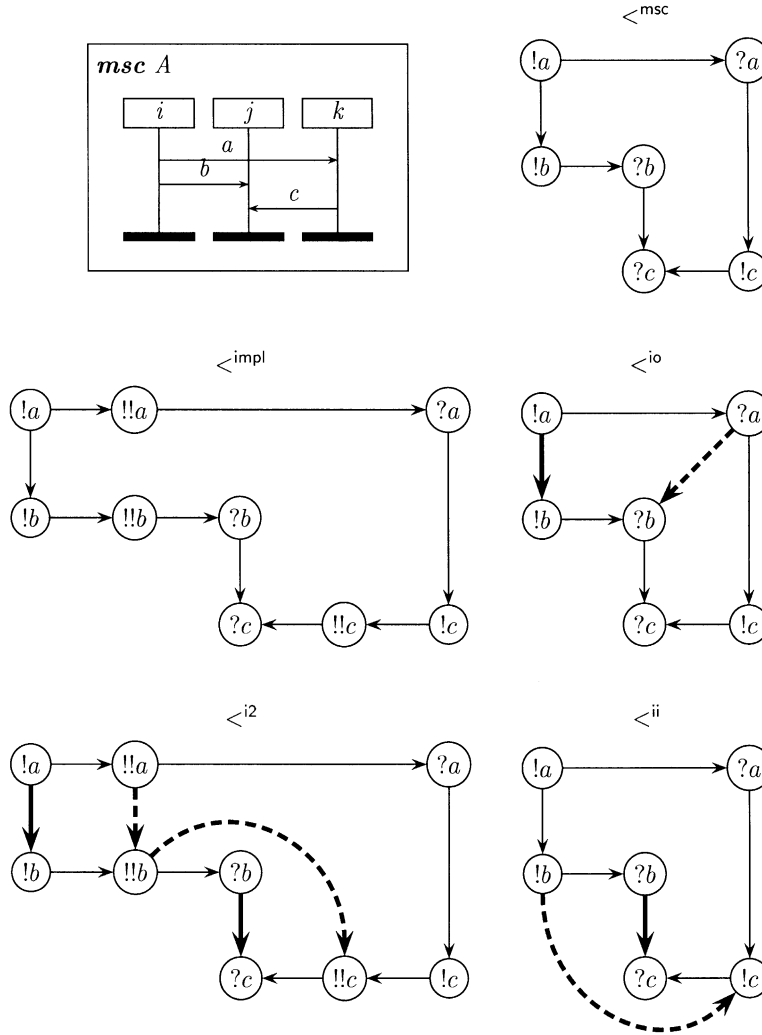 <^msc
msc A
i j k
a
b
c
!a ?a
!b ?b
?c !c
<^impl
!a !!a ?a
!b !!b ?b
?c !!c !c
<^io
!a ?a
!b ?b
?c !c
<^i2
!a !!a ?a
!b !!b ?b
?c !!c !c
<^ii
!a ?a
!b ?b
?c !c